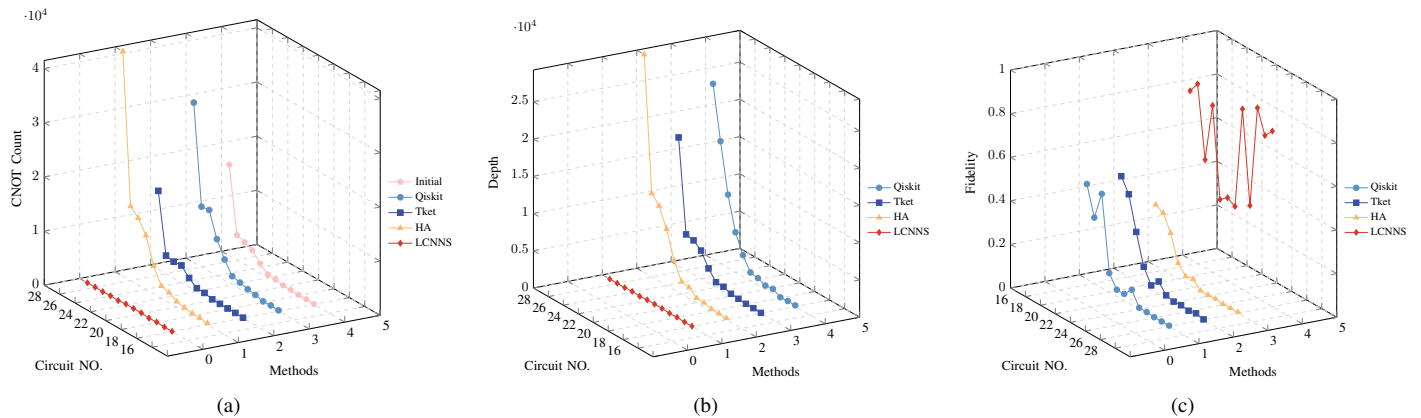 ·10⁴
4
3
2
1
0
CNOT Count
28
26
24
22
20
18
16
Circuit NO.
0
1
2
3
4
5
Methods
Initial
Qiskit
Tket
HA
LCNNS
(a)
·10⁴
2.5
2
1.5
1
0.5
0
Depth
28
26
24
22
20
18
16
Circuit NO.
0
1
2
3
4
5
Methods
Qiskit
Tket
HA
LCNNS
(b)
1
0.8
0.6
0.4
0.2
0
Fidelity
16
18
20
22
24
26
28
Circuit NO.
0
1
2
3
4
5
Methods
Qiskit
Tket
HA
LCNNS
(c)